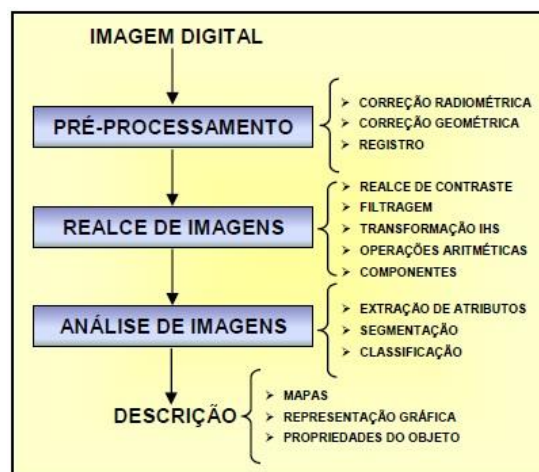 IMAGEM DIGITAL
PRÉ-PROCESSAMENTO
➤ CORREÇÃO RADIOMÉTRICA
➤ CORREÇÃO GEOMÉTRICA
➤ REGISTRO
REALCE DE IMAGENS
➤ REALCE DE CONTRASTE
➤ FILTRAGEM
➤ TRANSFORMAÇÃO IHS
➤ OPERAÇÕES ARITMÉTICAS
➤ COMPONENTES
ANÁLISE DE IMAGENS
➤ EXTRAÇÃO DE ATRIBUTOS
➤ SEGMENTAÇÃO
➤ CLASSIFICAÇÃO
DESCRIÇÃO
➤ MAPAS
➤ REPRESENTAÇÃO GRÁFICA
➤ PROPRIEDADES DO OBJETO